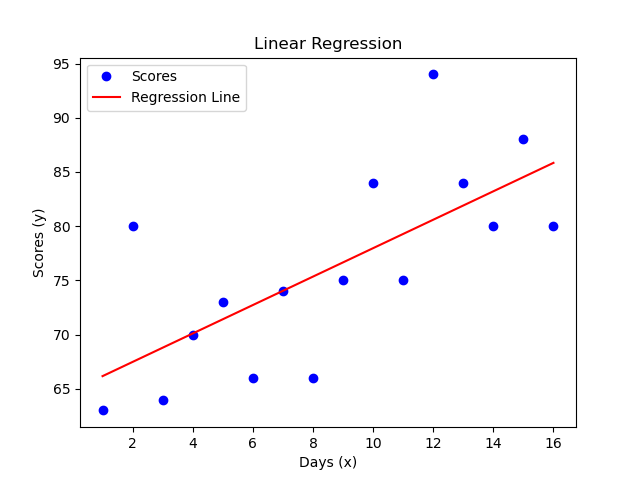 Linear Regression
Scores
Regression Line
95
90
85
80
75
70
65
Scores (y)
2 4 6 8 10 12 14 16
Days (x)